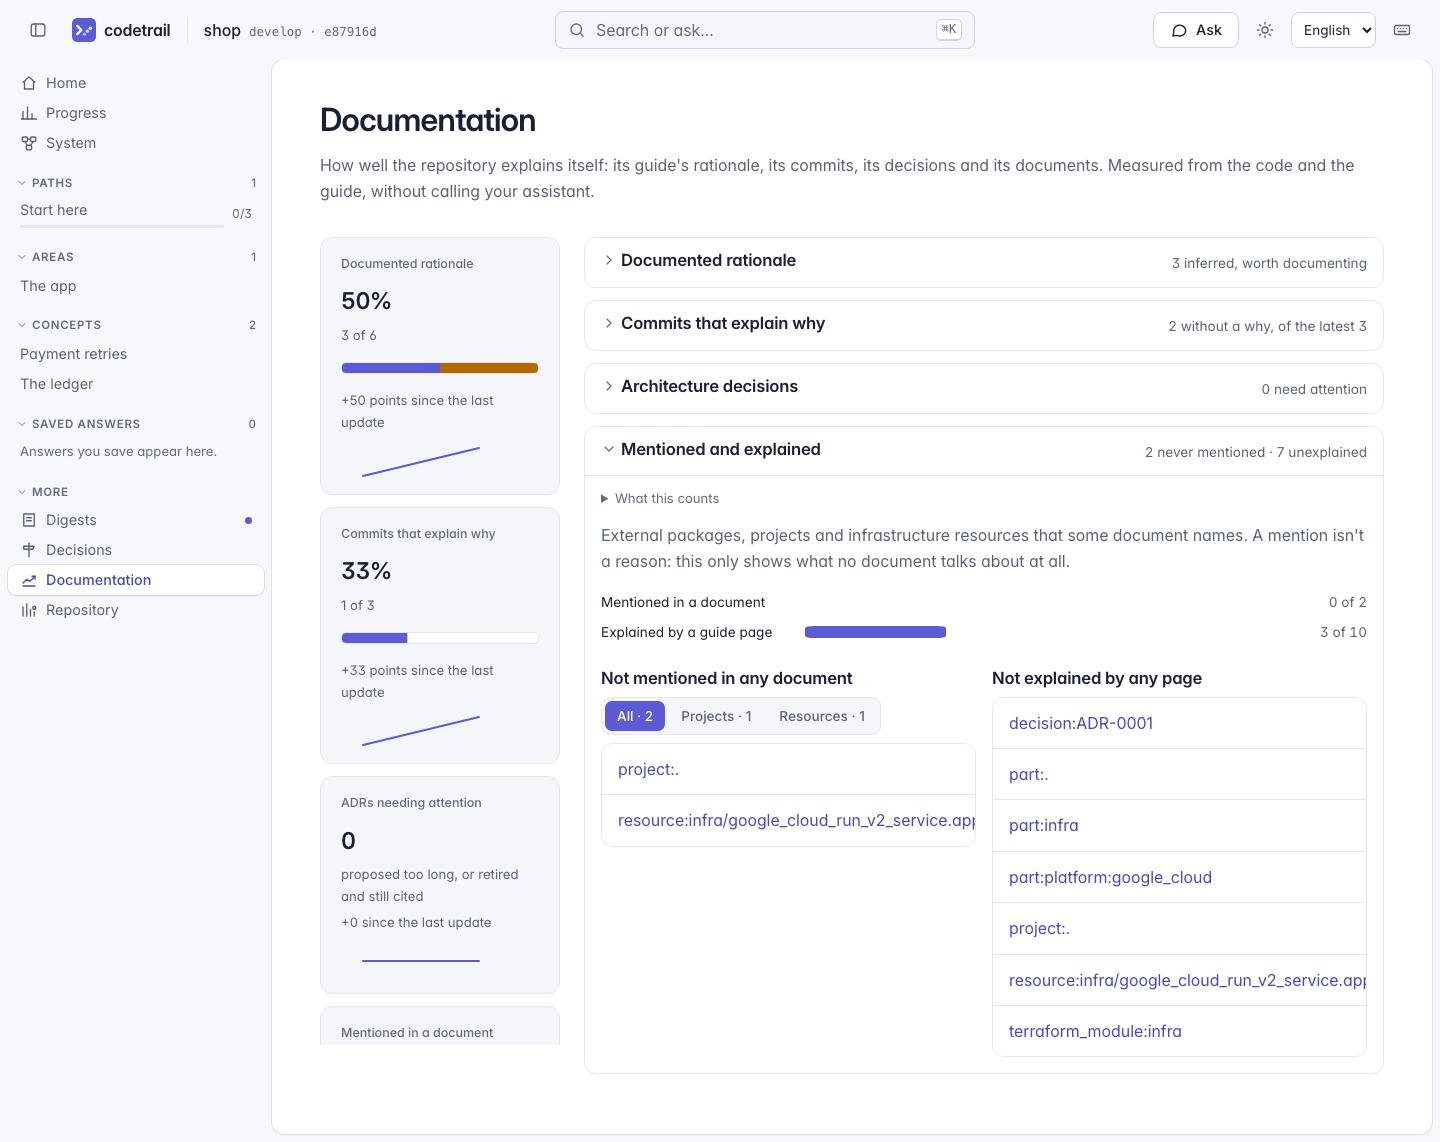 codetrail
shop develop · e87916d
Search or ask...
⌘K
Ask
English
Home
Progress
System
PATHS 1
Start here 0/3
AREAS 1
The app
CONCEPTS 2
Payment retries
The ledger
SAVED ANSWERS 0
Answers you save appear here.
MORE
Digests
Decisions
Documentation
Repository
Documentation
How well the repository explains itself: its guide's rationale, its commits, its decisions and its documents. Measured from the code and the
guide, without calling your assistant.
Documented rationale
50%
3 of 6
+50 points since the last
update
Commits that explain why
33%
1 of 3
+33 points since the last
update
ADRs needing attention
0
proposed too long, or retired
and still cited
+0 since the last update
Mentioned in a document
Documented rationale 3 inferred, worth documenting
Commits that explain why 2 without a why, of the latest 3
Architecture decisions 0 need attention
Mentioned and explained 2 never mentioned · 7 unexplained
What this counts
External packages, projects and infrastructure resources that some document names. A mention isn't
a reason: this only shows what no document talks about at all.
Mentioned in a document 0 of 2
Explained by a guide page 3 of 10
Not mentioned in any document
All · 2 Projects · 1 Resources · 1
project:.
resource:infra/google_cloud_run_v2_service.app
Not explained by any page
decision:ADR-0001
part:.
part:infra
part:platform:google_cloud
project:.
resource:infra/google_cloud_run_v2_service.app
terraform_module:infra